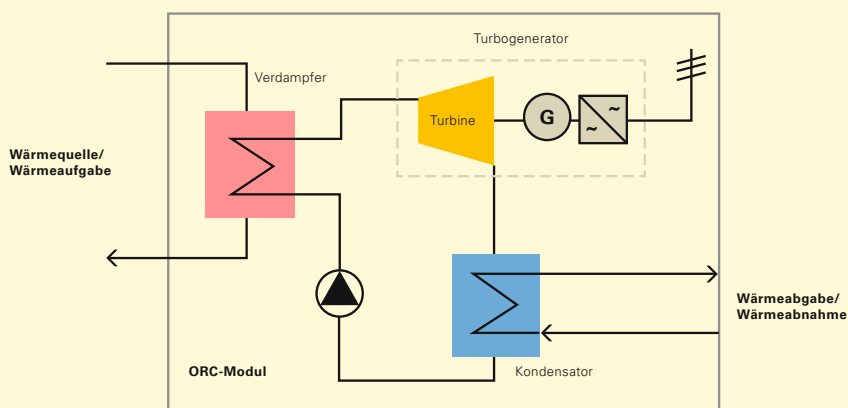 Turbogenerator
Verdampfer
Turbine
G
~
~
Wärmequelle/
Wärmeaufgabe
Wärmeabgabe/
Wärmeabnahme
ORC-Modul
Kondensator